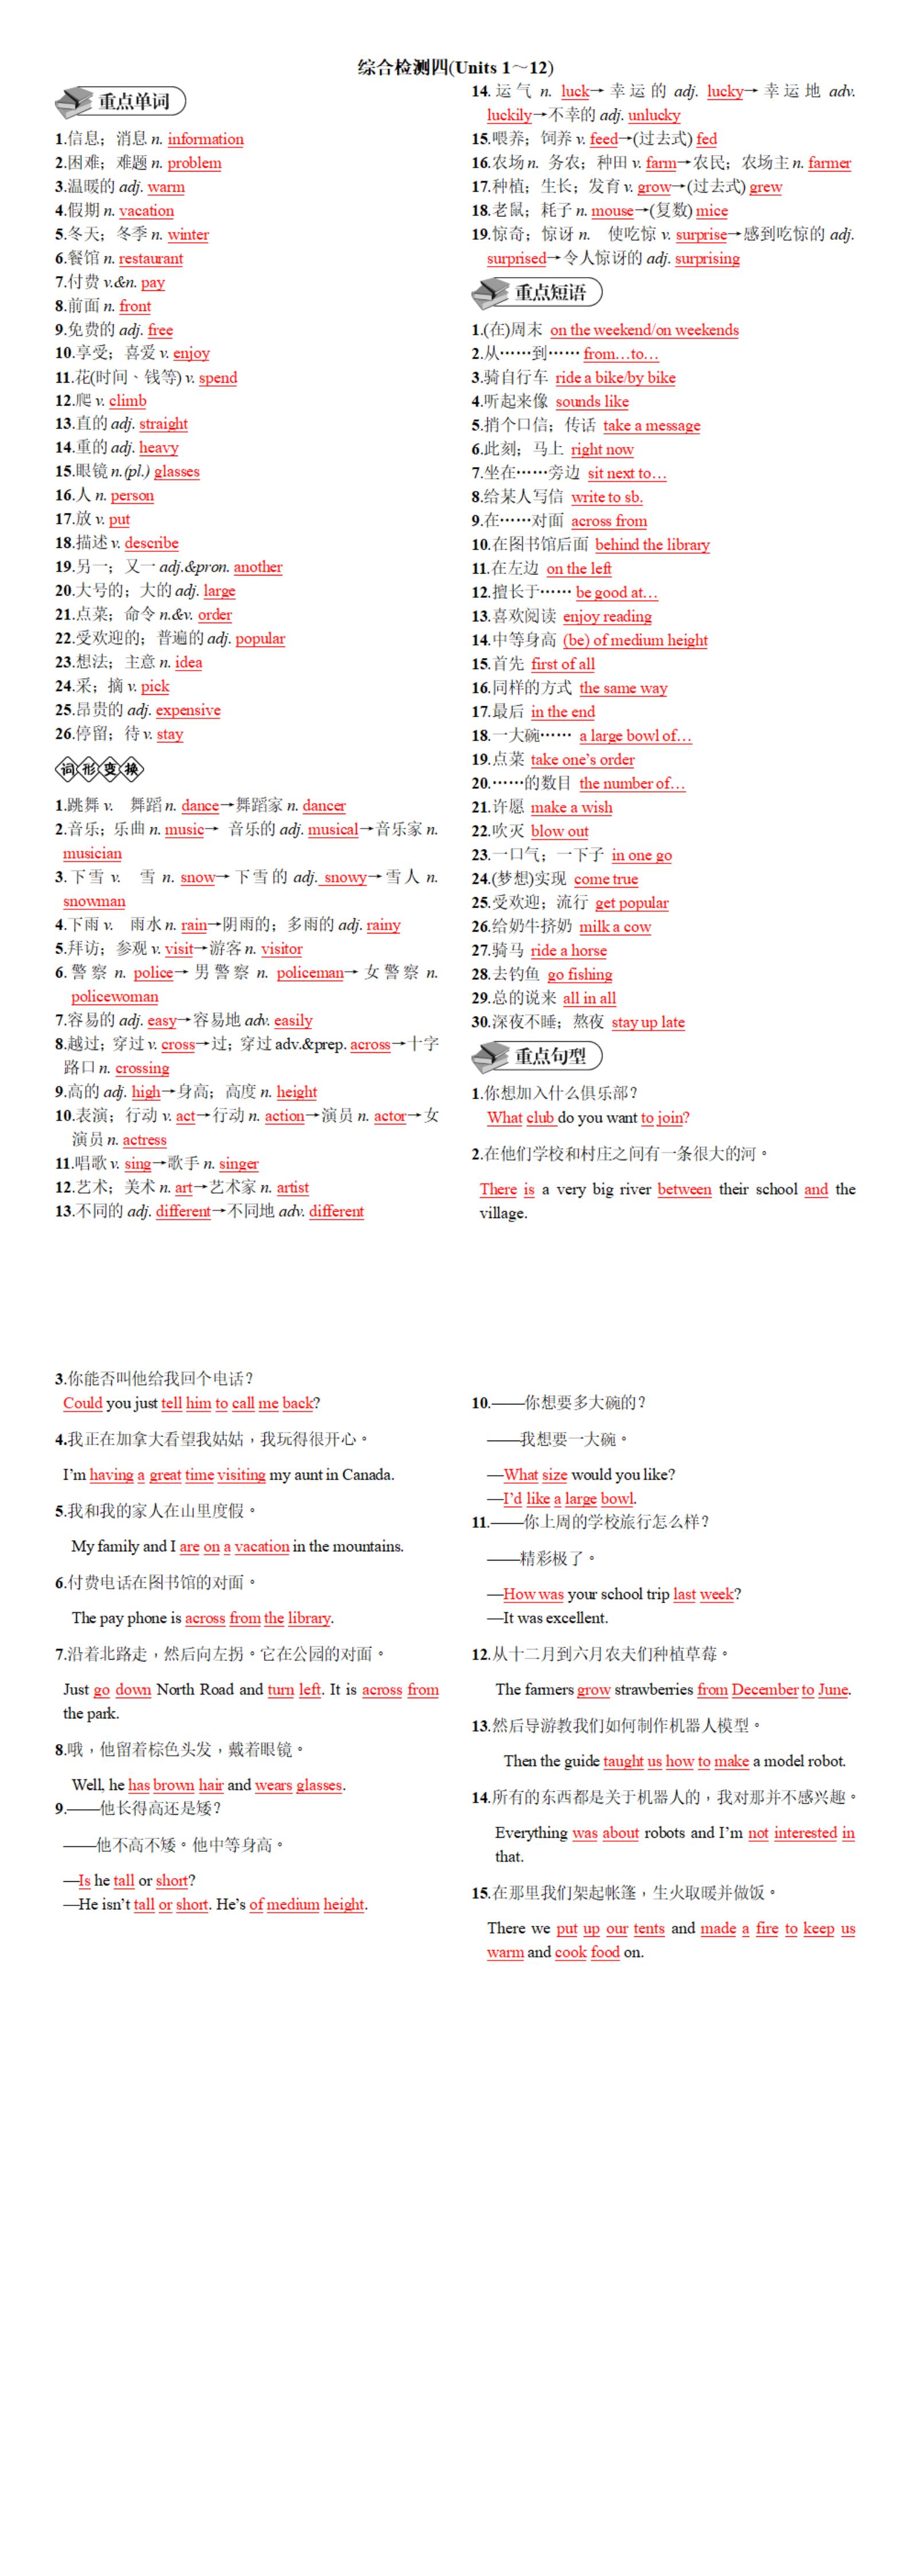 综合检测四(Units 1～12)
重点单词
1.信息；消息 n. information
2.困难；难题 n. problem
3.温暖的 adj. warm
4.假期 n. vacation
5.冬天；冬季 n. winter
6.餐馆 n. restaurant
7.付费 v.&n. pay
8.前面 n. front
9.免费的 adj. free
10.享受；喜爱 v. enjoy
11.花(时间、钱等) v. spend
12.爬 v. climb
13.直的 adj. straight
14.重的 adj. heavy
15.眼镜 n.(pl.) glasses
16.人 n. person
17.放 v. put
18.描述 v. describe
19.另一；又一 adj.&pron. another
20.大号的；大的 adj. large
21.点菜；命令 n.&v. order
22.受欢迎的；普遍的 adj. popular
23.想法；主意 n. idea
24.采；摘 v. pick
25.昂贵的 adj. expensive
26.停留；待 v. stay
词形变换
1.跳舞 v. 舞蹈 n. dance→舞蹈家 n. dancer
2.音乐；乐曲 n. music→ 音乐的 adj. musical→音乐家 n.
musician
3.下雪 v. 雪 n. snow→下雪的 adj. snowy→雪人 n.
snowman
4.下雨 v. 雨水 n. rain→阴雨的；多雨的 adj. rainy
5.拜访；参观 v. visit→游客 n. visitor
6.警察 n. police→男警察 n. policeman→女警察 n.
policewoman
7.容易的 adj. easy→容易地 adv. easily
8.越过；穿过 v. cross→过；穿过 adv.&prep. across→十字
路口 n. crossing
9.高的 adj. high→身高；高度 n. height
10.表演；行动 v. act→行动 n. action→演员 n. actor→女
演员 n. actress
11.唱歌 v. sing→歌手 n. singer
12.艺术；美术 n. art→艺术家 n. artist
13.不同的 adj. different→不同地 adv. different
14.运气 n. luck→幸运的 adj. lucky→幸运地 adv.
luckily→不幸的 adj. unlucky
15.喂养；饲养 v. feed→(过去式) fed
16.农场 n. 务农；种田 v. farm→农民；农场主 n. farmer
17.种植；生长；发育 v. grow→(过去式) grew
18.老鼠；耗子 n. mouse→(复数) mice
19.惊奇；惊讶 n. 使吃惊 v. surprise→感到吃惊的 adj.
surprised→令人惊讶的 adj. surprising
重点短语
1.(在)周末 on the weekend/on weekends
2.从……到…… from…to…
3.骑自行车 ride a bike/by bike
4.听起来像 sounds like
5.捎个口信；传话 take a message
6.此刻；马上 right now
7.坐在……旁边 sit next to…
8.给某人写信 write to sb.
9.在……对面 across from
10.在图书馆后面 behind the library
11.在左边 on the left
12.擅长于…… be good at…
13.喜欢阅读 enjoy reading
14.中等身高 (be) of medium height
15.首先 first of all
16.同样的方式 the same way
17.最后 in the end
18.一大碗…… a large bowl of…
19.点菜 take one's order
20.……的数目 the number of…
21.许愿 make a wish
22.吹灭 blow out
23.一口气；一下子 in one go
24.(梦想)实现 come true
25.受欢迎；流行 get popular
26.给奶牛挤奶 milk a cow
27.骑马 ride a horse
28.去钓鱼 go fishing
29.总的说来 all in all
30.深夜不睡；熬夜 stay up late
重点句型
1.你想加入什么俱乐部？
What club do you want to join?
2.在他们学校和村庄之间有一条很大的河。
There is a very big river between their school and the
village.
3.你能否叫他给我回个电话？
Could you just tell him to call me back?
4.我正在加拿大看望我姑姑，我玩得很开心。
I'm having a great time visiting my aunt in Canada.
5.我和我的家人在山里度假。
My family and I are on a vacation in the mountains.
6.付费电话在图书馆的对面。
The pay phone is across from the library.
7.沿着北路走，然后向左拐。它在公园的对面。
Just go down North Road and turn left. It is across from
the park.
8.哦，他留着棕色头发，戴着眼镜。
Well, he has brown hair and wears glasses.
9.——他长得高还是矮？
——他不高不矮。他中等身高。
—Is he tall or short?
—He isn't tall or short. He's of medium height.
10.——你想要多大碗的？
——我想要一大碗。
—What size would you like?
—I'd like a large bowl.
11.——你上周的学校旅行怎么样？
——精彩极了。
—How was your school trip last week?
—It was excellent.
12.从十二月到六月农夫们种植草莓。
The farmers grow strawberries from December to June.
13.然后导游教我们如何制作机器人模型。
Then the guide taught us how to make a model robot.
14.所有的东西都是关于机器人的，我对那并不感兴趣。
Everything was about robots and I'm not interested in
that.
15.在那里我们架起帐篷，生火取暖并做饭。
There we put up our tents and made a fire to keep us
warm and cook food on.